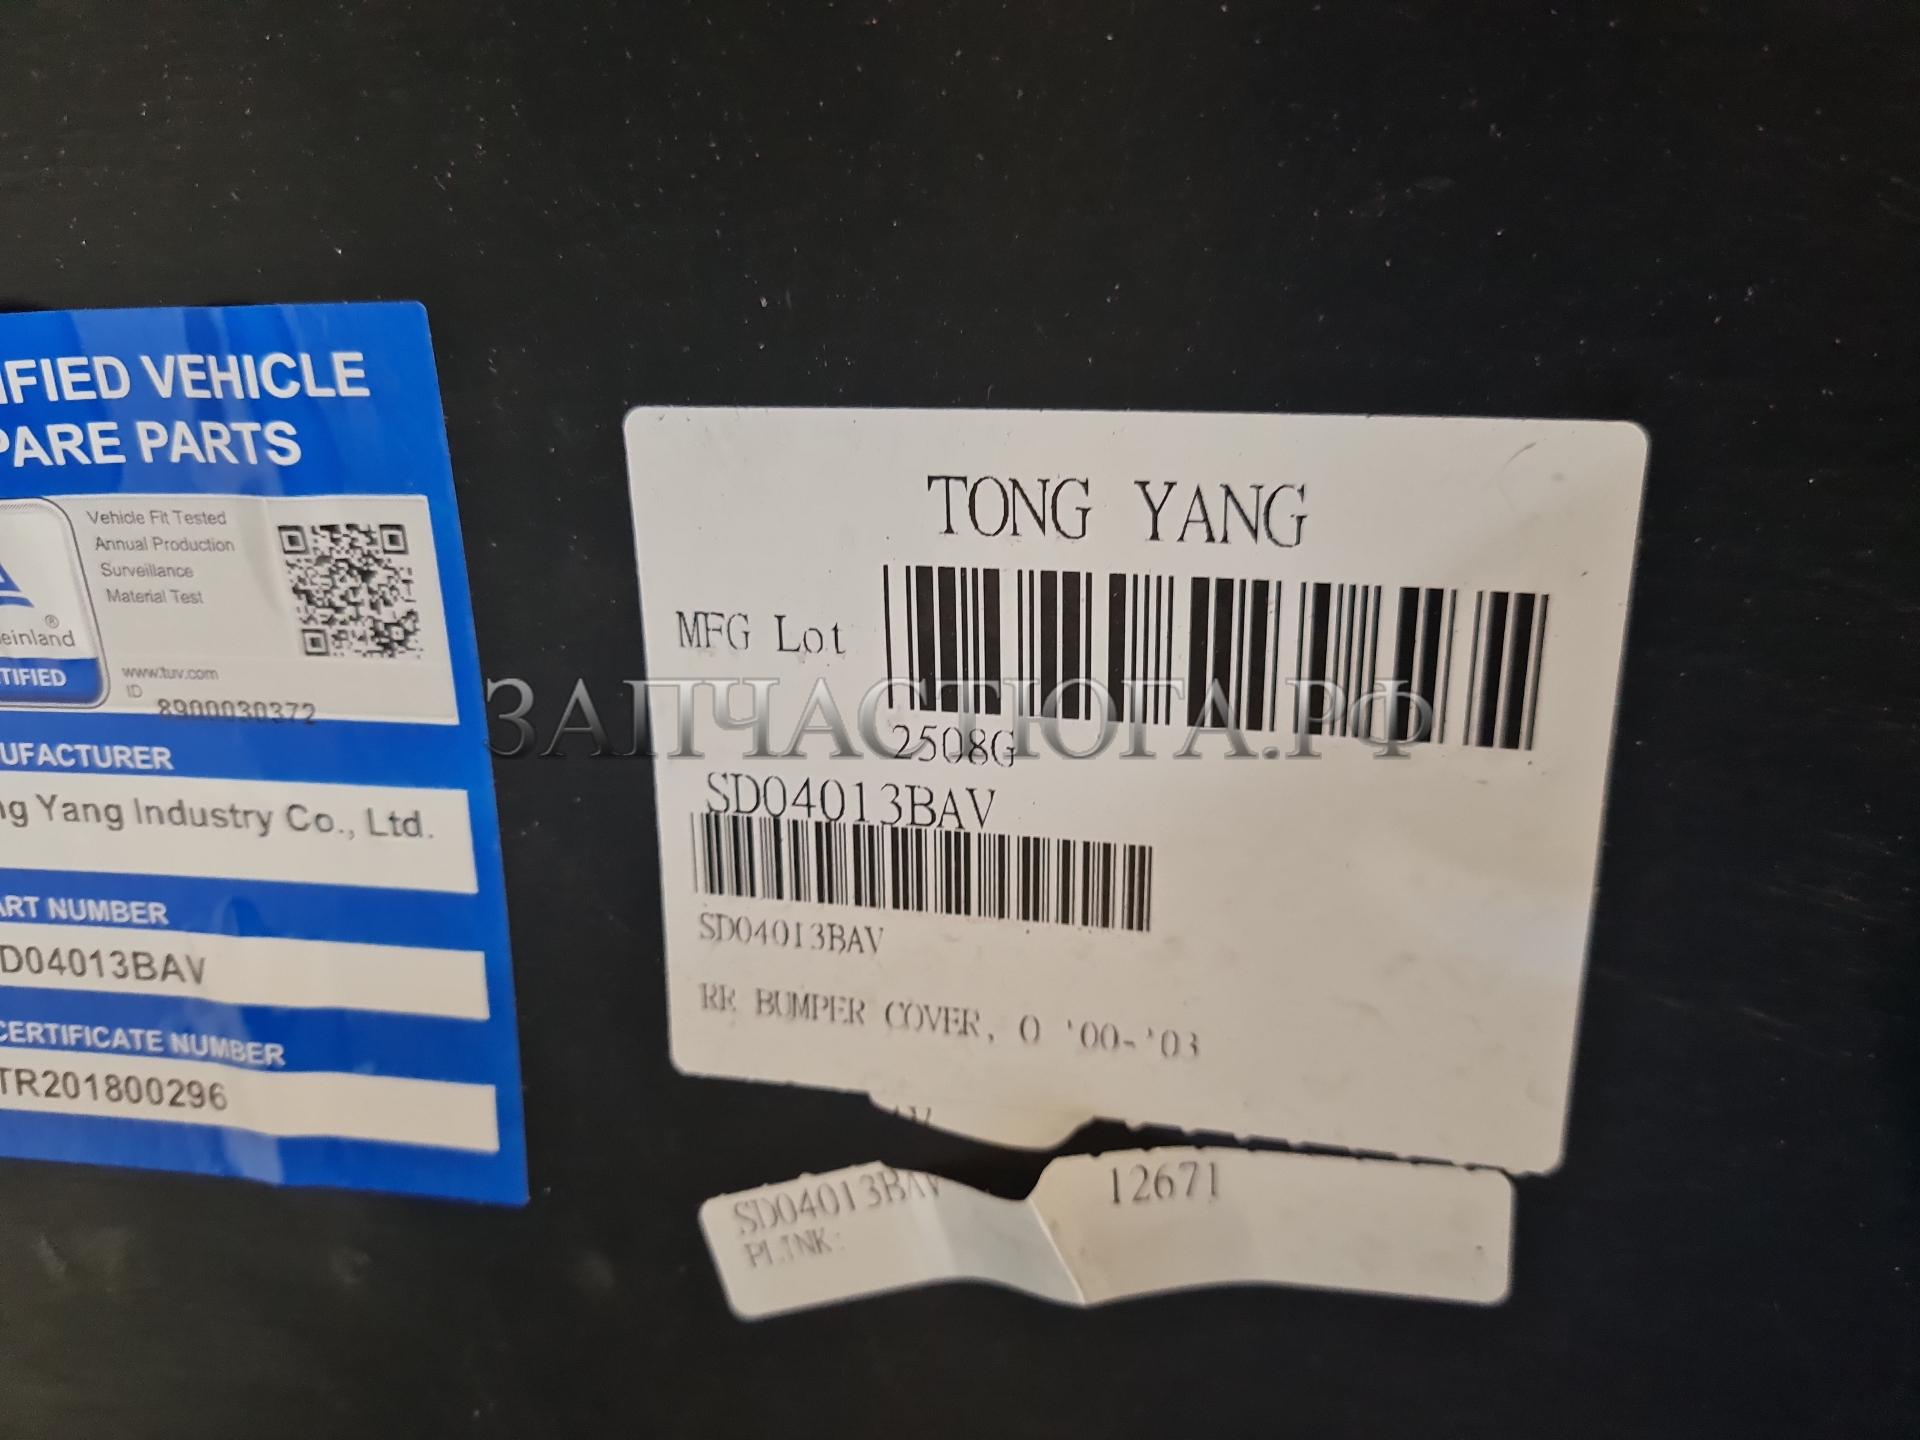 IFIED VEHICLE
PARE PARTS
Vehicle Fit Tested
Annual Production
Surveillance
Material Test
®
einland
TIFIED
www.tuv.com
ID
8900030372
UFACTURER
ng Yang Industry Co., Ltd.
ART NUMBER
D04013BAV
CERTIFICATE NUMBER
TR201800296
TONG YANG
MFG Lot
2508G
SD04013BAV
SD04013BAV
RR BUMPER COVER, O '00-'03
SD04013BAV
12671
PLINK:
ЗАПЧАСТЮГА.РФ